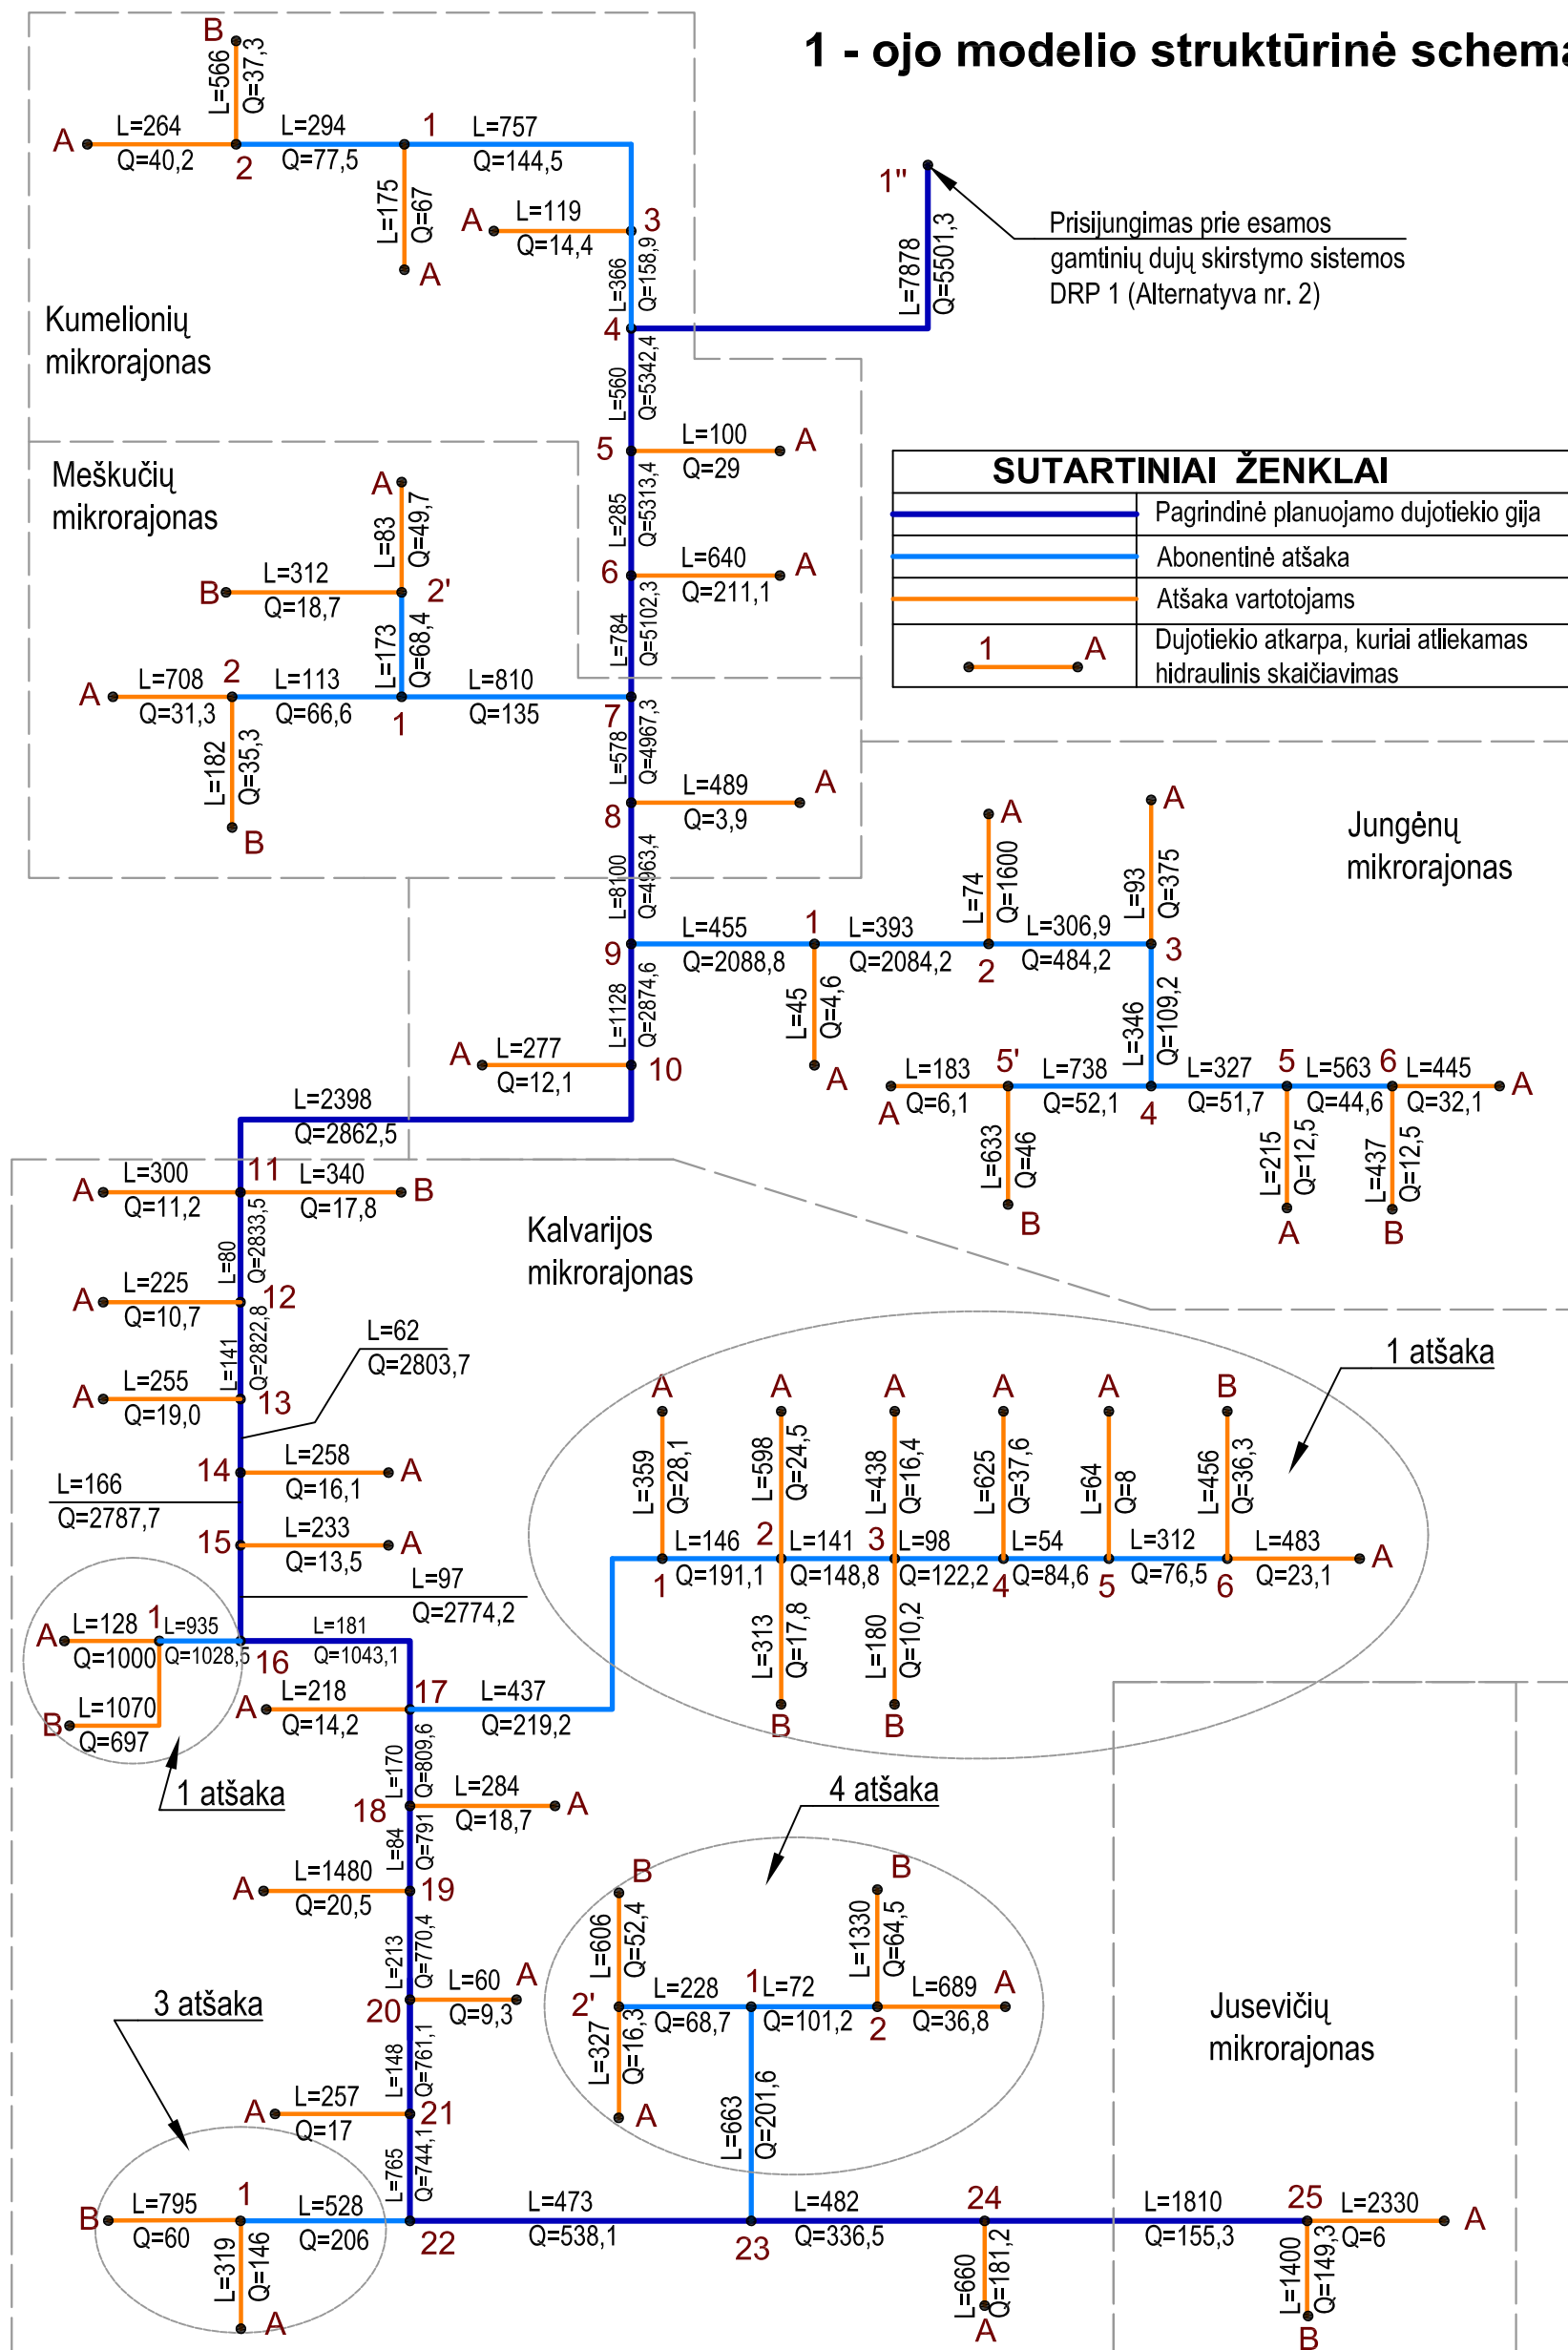 1 - ojo modelio struktūrinė schema
B
L=566
Q=37,3
A
L=264
Q=40,2
2
L=294
Q=77,5
1
L=757
Q=144,5
L=175
Q=67
A
A
L=119
Q=14,4
3
L=366
Q=158,9
4
1"
L=7878
Q=5501,3
Prisijungimas prie esamos
gamtinių dujų skirstymo sistemos
DRP 1 (Alternatyva nr. 2)
Kumelionių
mikrorajonas
L=560
Q=5342,4
5
L=100
Q=29
A
L=285
Q=5313,4
6
L=640
Q=211,1
A
L=784
Q=5102,3
SUTARTINIAI ŽENKLAI
Pagrindinė planuojamo dujotiekio gija
Abonentinė atšaka
Atšaka vartotojams
1
A
Dujotiekio atkarpa, kuriai atliekamas
hidraulinis skaičiavimas
Meškučių
mikrorajonas
A
L=83
Q=49,7
B
L=312
Q=18,7
2'
L=173
Q=68,4
A
L=708
Q=31,3
2
L=113
Q=66,6
1
L=810
Q=135
7
L=182
Q=35,3
B
L=578
Q=4967,3
8
L=489
Q=3,9
A
L=8100
Q=4963,4
Jungėnų
mikrorajonas
9
L=455
Q=2088,8
1
L=393
Q=2084,2
2
L=306,9
Q=484,2
3
L=74
Q=1600
A
L=93
Q=375
A
L=45
Q=4,6
A
L=346
Q=109,2
L=1128
Q=2874,6
A
L=277
Q=12,1
10
A
L=183
Q=6,1
5'
L=738
Q=52,1
4
L=327
Q=51,7
5
L=563
Q=44,6
6
L=445
Q=32,1
A
L=633
Q=46
B
L=215
Q=12,5
A
L=437
Q=12,5
B
L=2398
Q=2862,5
Kalvarijos
mikrorajonas
A
L=300
Q=11,2
11
L=340
Q=17,8
B
L=80
Q=2833,5
A
L=225
Q=10,7
12
L=141
Q=2822,8
L=62
Q=2803,7
A
L=255
Q=19,0
13
14
L=258
Q=16,1
A
L=166
Q=2787,7
15
L=233
Q=13,5
A
L=97
Q=2774,2
1 atšaka
A
L=359
Q=28,1
A
L=598
Q=24,5
A
L=438
Q=16,4
A
L=625
Q=37,6
A
L=64
Q=8
B
L=456
Q=36,3
1
L=146
Q=191,1
2
L=141
Q=148,8
3
L=98
Q=122,2
4
L=54
Q=84,6
5
L=312
Q=76,5
6
L=483
Q=23,1
A
L=313
Q=17,8
B
L=180
Q=10,2
B
A
L=128
Q=1000
1
L=935
Q=1028,5
16
L=181
Q=1043,1
B
L=1070
Q=697
1 atšaka
A
L=218
Q=14,2
17
L=437
Q=219,2
L=170
Q=809,6
18
L=284
Q=18,7
A
L=84
Q=791
A
L=1480
Q=20,5
19
L=213
Q=770,4
20
L=60
Q=9,3
A
L=148
Q=761,1
A
L=257
Q=17
21
L=765
Q=744,1
4 atšaka
B
L=606
Q=52,4
2'
L=228
Q=68,7
1
L=72
Q=101,2
2
L=689
Q=36,8
A
B
L=1330
Q=64,5
L=327
Q=16,3
A
L=663
Q=201,6
Jusevičių
mikrorajonas
3 atšaka
B
L=795
Q=60
1
L=528
Q=206
22
L=473
Q=538,1
23
L=482
Q=336,5
24
L=1810
Q=155,3
25
L=2330
Q=6
A
L=319
Q=146
A
L=660
Q=181,2
A
L=1400
Q=149,3
B